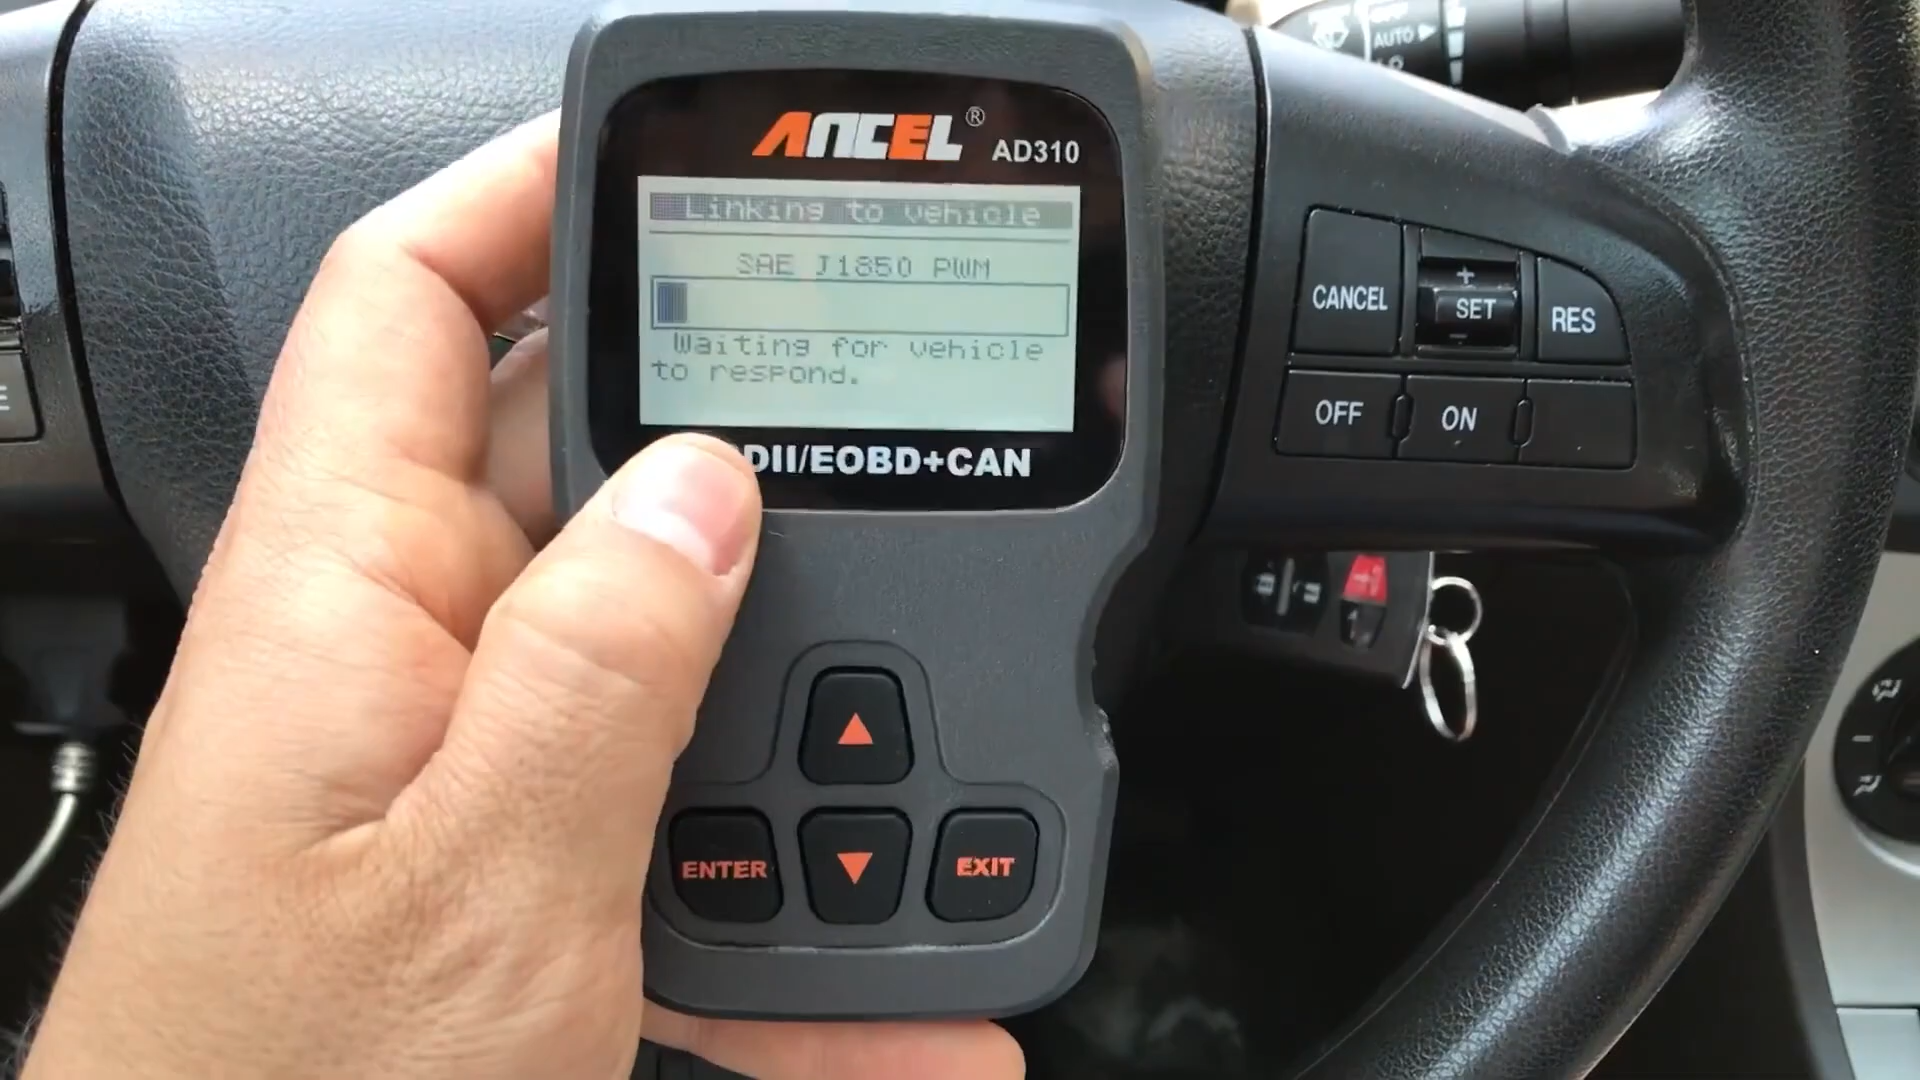 AUTO
ANCEL®
AD310
Linking to vehicle
SAE J1850 PWM
Waiting for vehicle
to respond.
DII/EOBD+CAN
CANCEL
+
SET
-
RES
OFF
ON
E
ENTER
EXIT